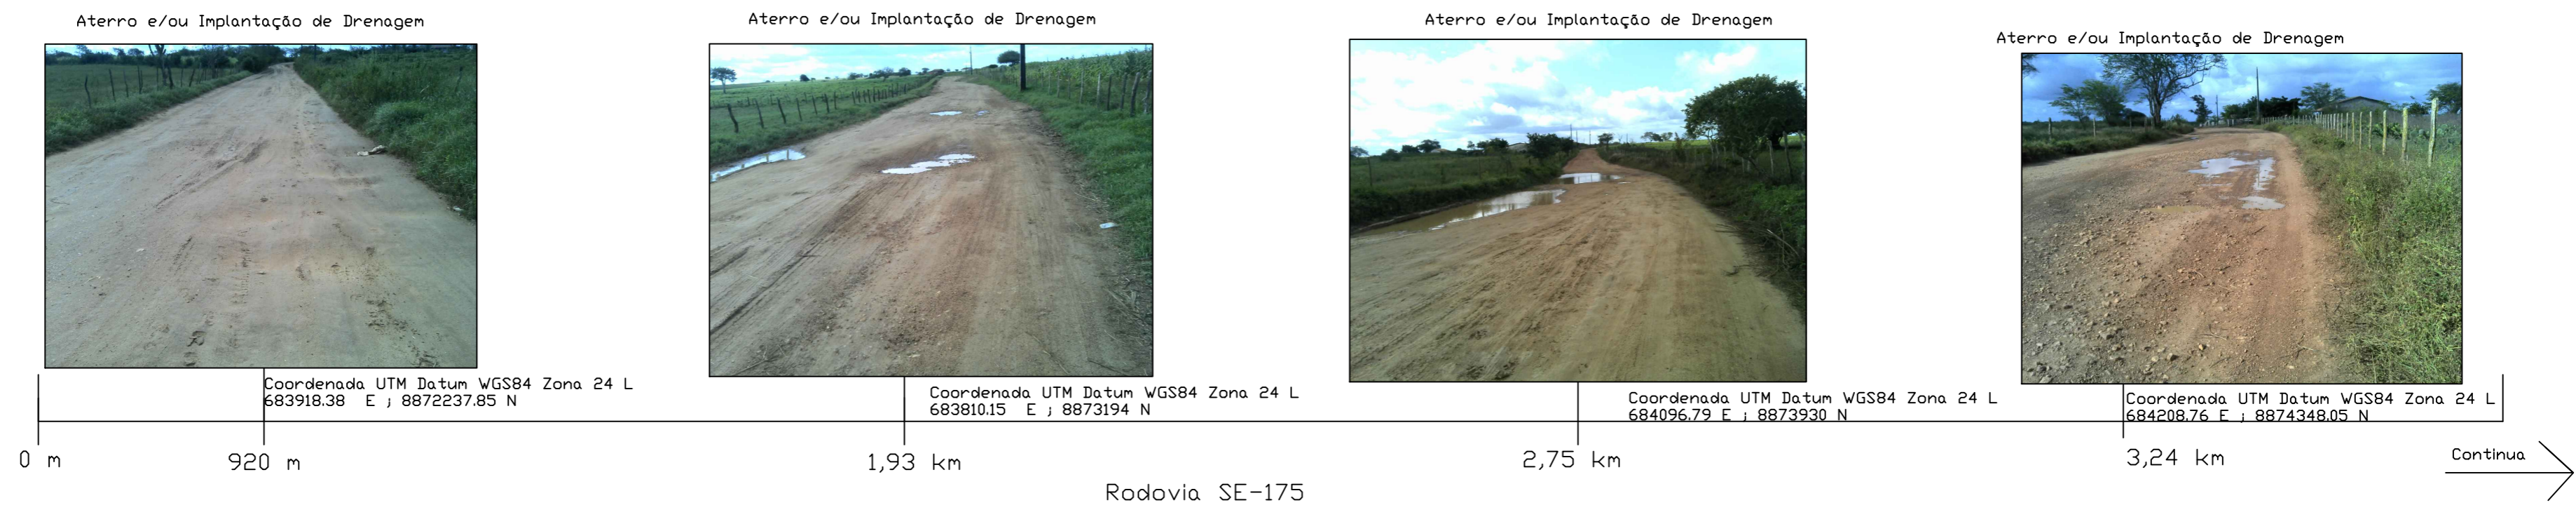 Aterro e/ou Implantação de Drenagem
Aterro e/ou Implantação de Drenagem
Aterro e/ou Implantação de Drenagem
Aterro e/ou Implantação de Drenagem
Coordenada UTM Datum WGS84 Zona 24 L
683918.38 E ; 8872237.85 N
Coordenada UTM Datum WGS84 Zona 24 L
683810.15 E ; 8873194 N
Coordenada UTM Datum WGS84 Zona 24 L
684096.79 E ; 8873930 N
Coordenada UTM Datum WGS84 Zona 24 L
684208.76 E ; 8874348.05 N
0 m
920 m
1,93 km
2,75 km
3,24 km
Continua
Rodovia SE-175